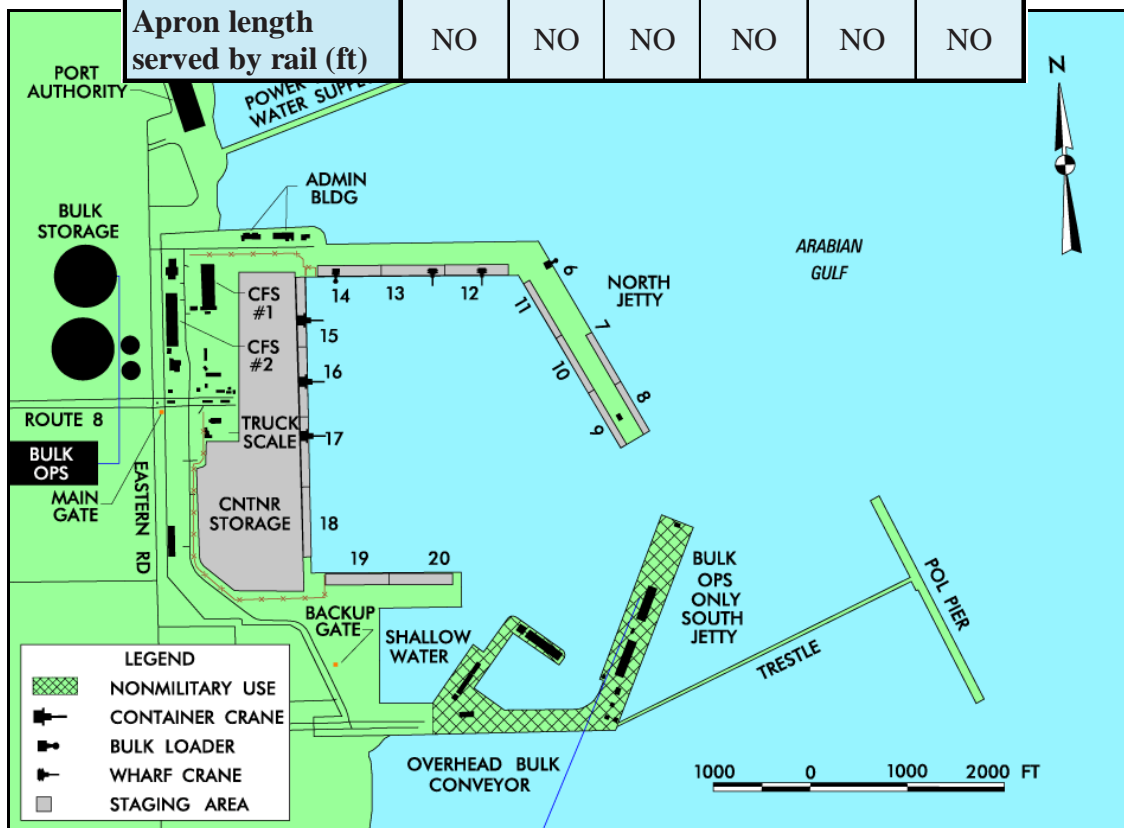 Apron length
served by rail (ft)
NO NO NO NO NO NO
PORT
AUTHORITY
POWER
WATER
N
ADMIN
BLDG
BULK
STORAGE
ARABIAN
GULF
6
NORTH
JETTY
14 13 12
11
CFS
#1
15
7
CFS
#2
16
10
8
ROUTE 8
TRUCK
SCALE
17
9
BULK
OPS
MAIN
GATE
EASTERN RD
CNTNR
STORAGE
18
19 20
BULK
OPS
ONLY
SOUTH
JETTY
POL PIER
BACKUP
GATE
SHALLOW
WATER
TRESTLE
LEGEND
NONMILITARY USE
CONTAINER CRANE
BULK LOADER
WHARF CRANE
STAGING AREA
OVERHEAD BULK
CONVEYOR
1000 0 1000 2000 FT